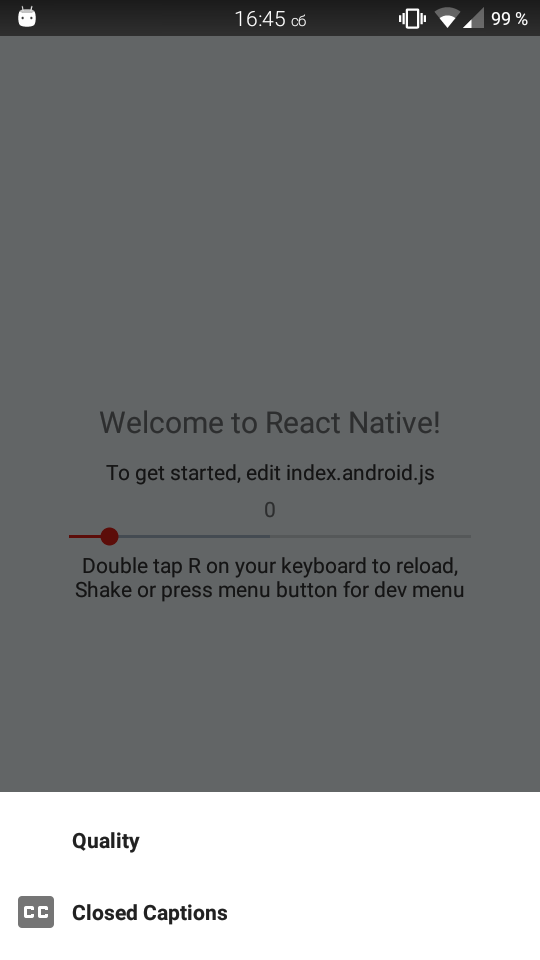 16:45 сб 99 %
Welcome to React Native!
To get started, edit index.android.js
0
Double tap R on your keyboard to reload,
Shake or press menu button for dev menu
Quality
CC Closed Captions